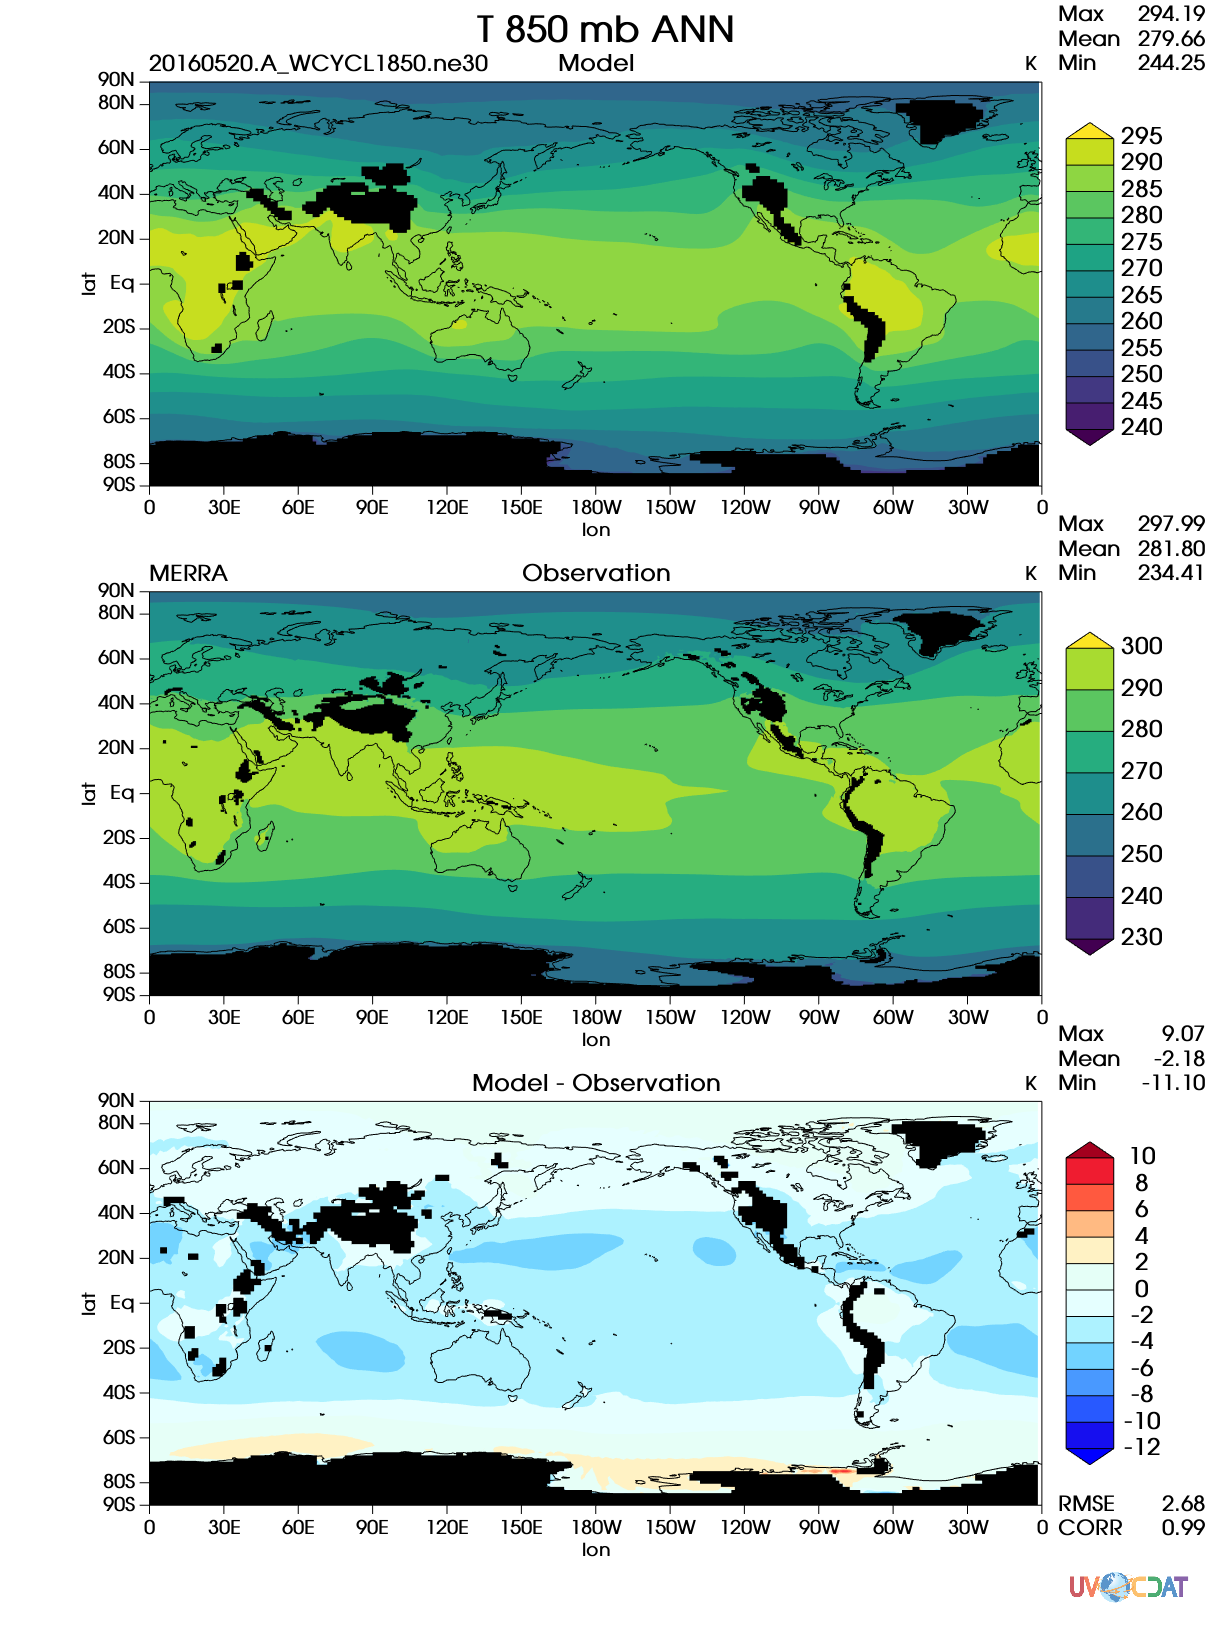 T 850 mb ANN
Max 294.19
Mean 279.66
Min 244.25
20160520.A_WCYCL1850.ne30 Model K
90N
80N
60N
40N
20N
Eq
20S
40S
60S
80S
90S
lat
0 30E 60E 90E 120E 150E 180W 150W 120W 90W 60W 30W 0
lon
295
290
285
280
275
270
265
260
255
250
245
240
Max 297.99
Mean 281.80
Min 234.41
MERRA Observation K
90N
80N
60N
40N
20N
Eq
20S
40S
60S
80S
90S
lat
0 30E 60E 90E 120E 150E 180W 150W 120W 90W 60W 30W 0
lon
300
290
280
270
260
250
240
230
Max 9.07
Mean -2.18
Min -11.10
Model - Observation K
90N
80N
60N
40N
20N
Eq
20S
40S
60S
80S
90S
lat
0 30E 60E 90E 120E 150E 180W 150W 120W 90W 60W 30W 0
lon
10
8
6
4
2
0
-2
-4
-6
-8
-10
-12
RMSE 2.68
CORR 0.99
UV CDAT